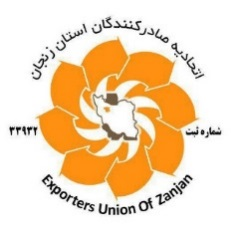 اتحادیه صادرکنندگان استان زنجان
شماره ثبت
۳۳۹۳۲
Exporters Union Of Zanjan